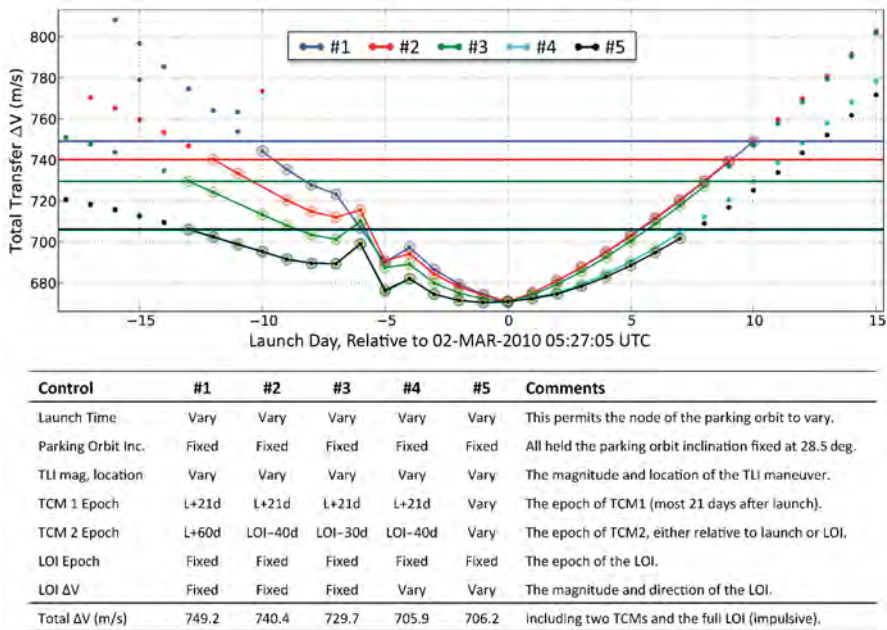 Total Transfer ΔV (m/s)
800
780
760
740
720
700
680
#1 #2 #3 #4 #5
−15 −10 −5 0 5 10 15
Launch Day, Relative to 02-MAR-2010 05:27:05 UTC
Control #1 #2 #3 #4 #5 Comments
Launch Time Vary Vary Vary Vary Vary This permits the node of the parking orbit to vary.
Parking Orbit Inc. Fixed Fixed Fixed Fixed Fixed All held the parking orbit inclination fixed at 28.5 deg.
TLI mag, location Vary Vary Vary Vary Vary The magnitude and location of the TLI maneuver.
TCM 1 Epoch L+21d L+21d L+21d L+21d Vary The epoch of TCM1 (most 21 days after launch).
TCM 2 Epoch L+60d LOI−40d LOI−30d LOI−40d Vary The epoch of TCM2, either relative to launch or LOI.
LOI Epoch Fixed Fixed Fixed Fixed Fixed The epoch of the LOI.
LOI ΔV Fixed Fixed Fixed Vary Vary The magnitude and direction of the LOI.
Total ΔV (m/s) 749.2 740.4 729.7 705.9 706.2 Including two TCMs and the full LOI (impulsive).